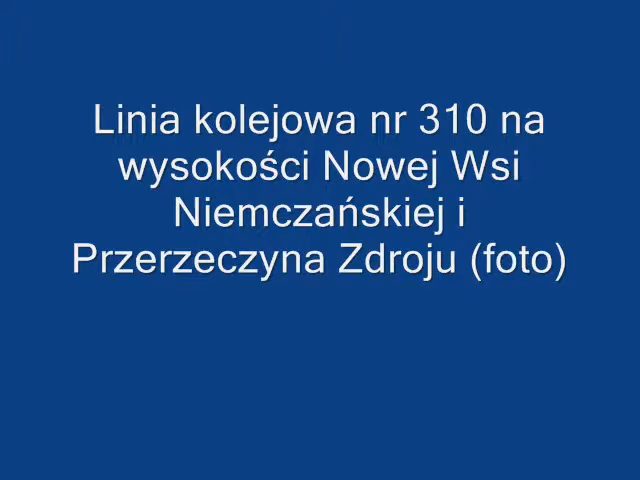 Linia kolejowa nr 310 na
wysokości Nowej Wsi
Niemczańskiej i
Przerzeczyna Zdroju (foto)